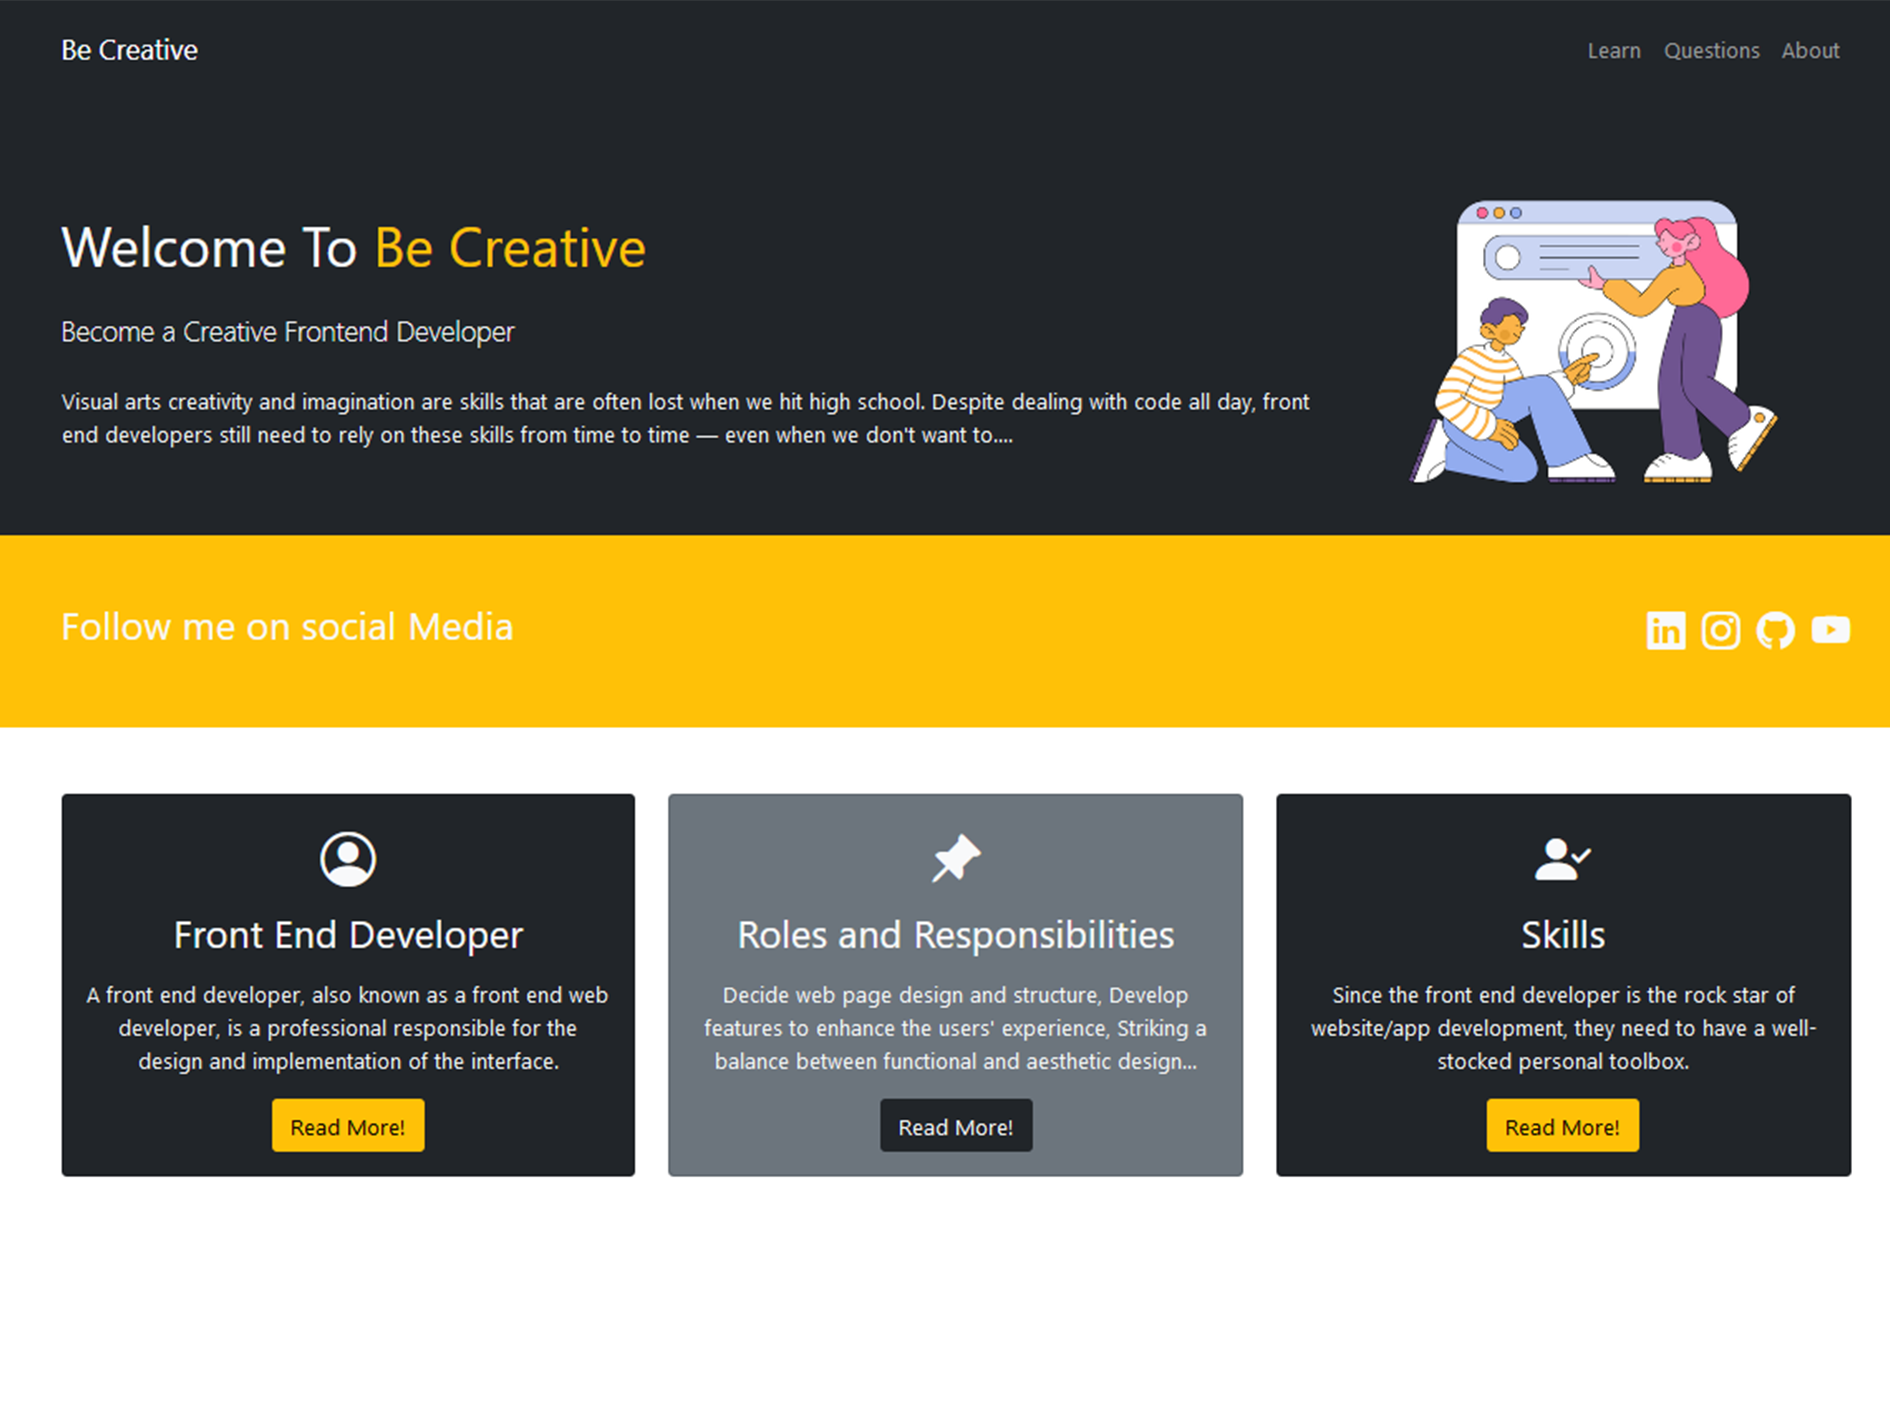 Be Creative
Learn Questions About
Welcome To Be Creative
Become a Creative Frontend Developer
Visual arts creativity and imagination are skills that are often lost when we hit high school. Despite dealing with code all day, front
end developers still need to rely on these skills from time to time — even when we don't want to....
Follow me on social Media
in
Front End Developer
A front end developer, also known as a front end web
developer, is a professional responsible for the
design and implementation of the interface.
Read More!
Roles and Responsibilities
Decide web page design and structure, Develop
features to enhance the users' experience, Striking a
balance between functional and aesthetic design...
Read More!
Skills
Since the front end developer is the rock star of
website/app development, they need to have a well-
stocked personal toolbox.
Read More!